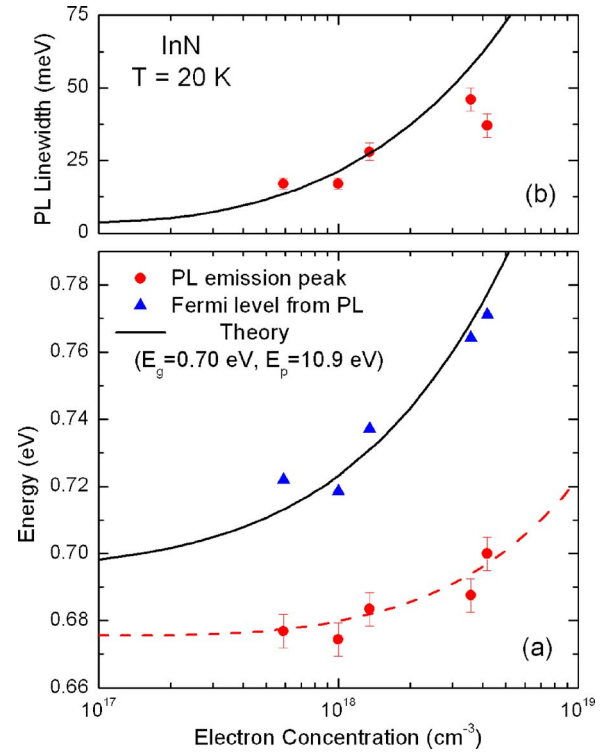 InN
T = 20 K
PL Linewidth (meV)
75
50
25
0
(b)
PL emission peak
Fermi level from PL
Theory
(E_g=0.70 eV, E_p=10.9 eV)
Energy (eV)
0.78
0.76
0.74
0.72
0.70
0.68
0.66
(a)
10^17 10^18 10^19
Electron Concentration (cm^-3)